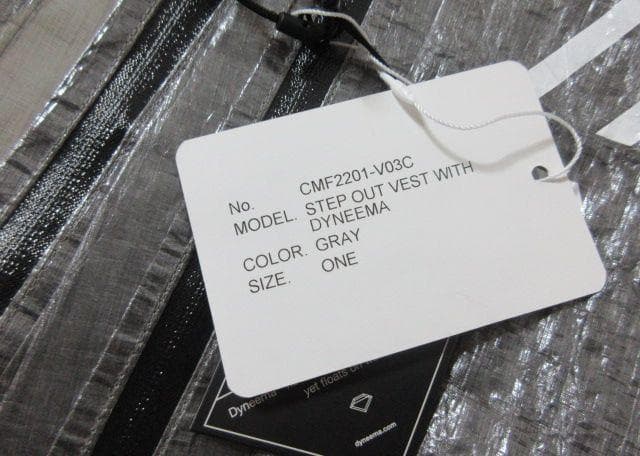 No. CMF2201-V03C
MODEL. STEP OUT VEST WITH
DYNEEMA
COLOR. GRAY
SIZE. ONE
Dyneema
yet floats on
dyneema.com